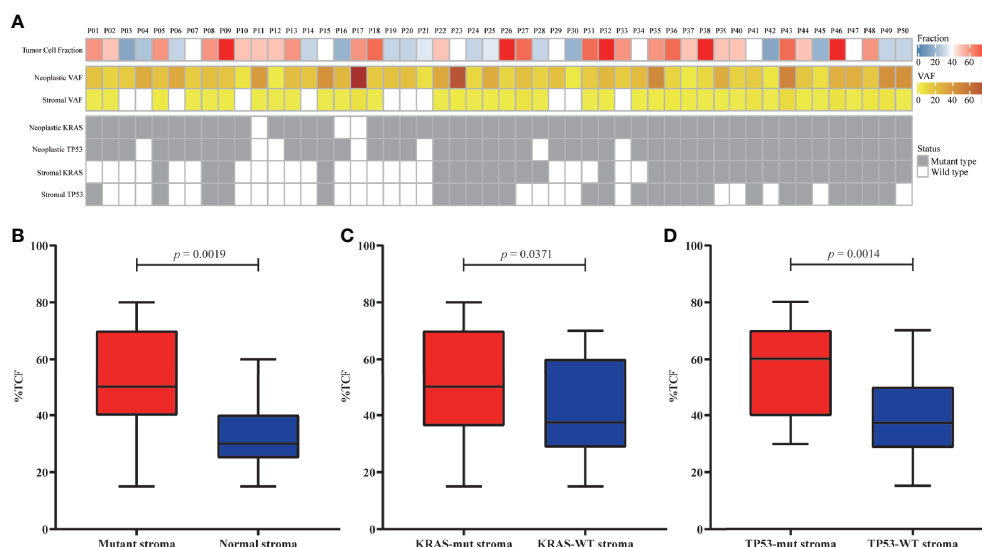 A
P01 P02 P03 P04 P05 P06 P07 P08 P09 P10 P11 P12 P13 P14 P15 P16 P17 P18 P19 P20 P21 P22 P23 P24 P25 P26 P27 P28 P29 P30 P31 P32 P33 P34 P35 P36 P37 P38 P39 P40 P41 P42 P43 P44 P45 P46 P47 P48 P49 P50
Tumor Cell Fraction
Fraction
0 20 40 60
Neoplastic VAF
Stromal VAF
VAF
0 20 40 60
Neoplastic KRAS
Neoplastic TP53
Stromal KRAS
Stromal TP53
Status
Mutant type
Wild type
B
p = 0.0019
%TCF
100
80
60
40
20
0
Mutant stroma Normal stroma
C
p = 0.0371
%TCF
100
80
60
40
20
0
KRAS-mut stroma KRAS-WT stroma
D
p = 0.0014
%TCF
100
80
60
40
20
0
TP53-mut stroma TP53-WT stroma